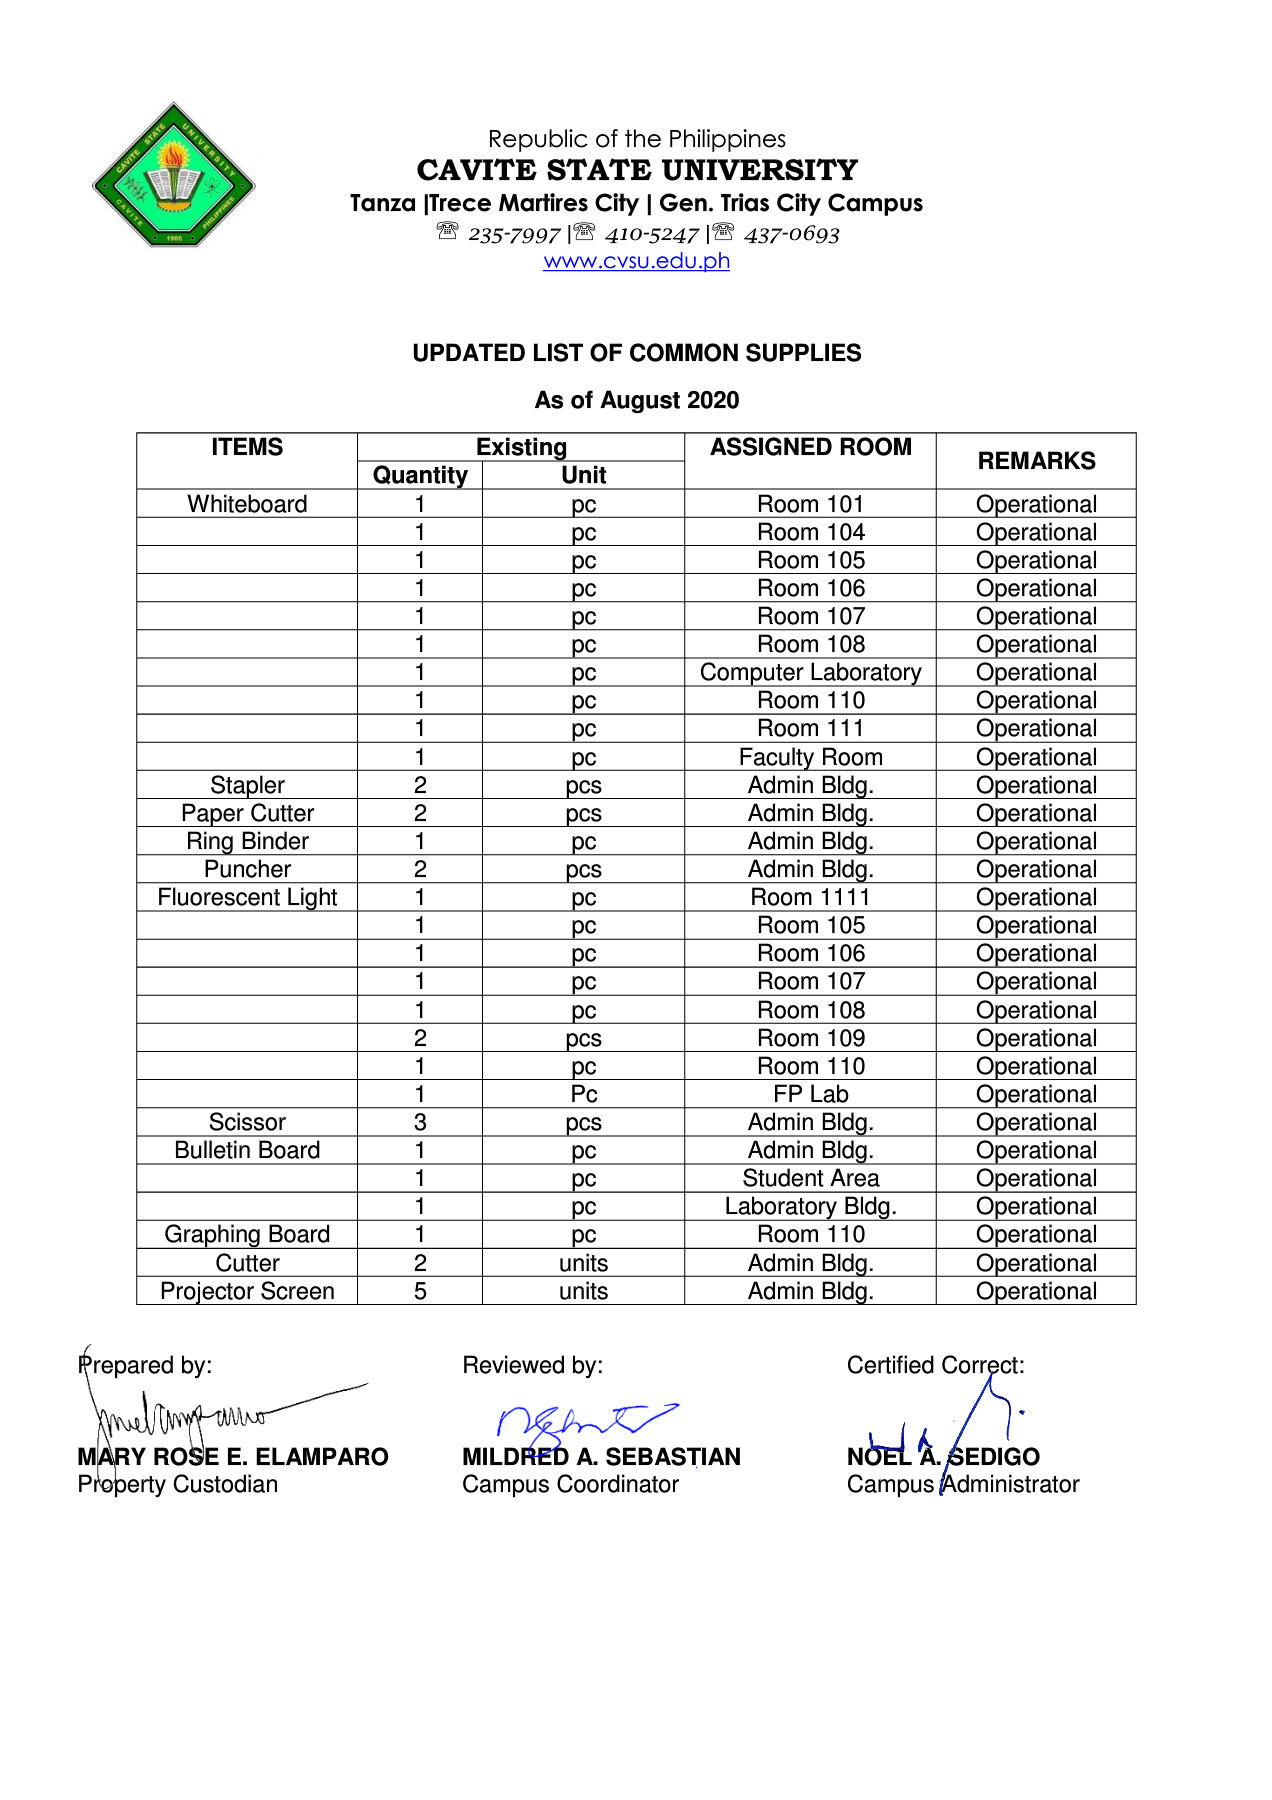 CAVITE STATE UNIVERSITY
CAVITE PHILIPPINES
1906
Republic of the Philippines
CAVITE STATE UNIVERSITY
Tanza |Trece Martires City | Gen. Trias City Campus
☏ 235-7997 |☏ 410-5247 |☏ 437-0693
www.cvsu.edu.ph
UPDATED LIST OF COMMON SUPPLIES
As of August 2020
ITEMS Existing ASSIGNED ROOM REMARKS
Quantity Unit
Whiteboard 1 pc Room 101 Operational
1 pc Room 104 Operational
1 pc Room 105 Operational
1 pc Room 106 Operational
1 pc Room 107 Operational
1 pc Room 108 Operational
1 pc Computer Laboratory Operational
1 pc Room 110 Operational
1 pc Room 111 Operational
1 pc Faculty Room Operational
Stapler 2 pcs Admin Bldg. Operational
Paper Cutter 2 pcs Admin Bldg. Operational
Ring Binder 1 pc Admin Bldg. Operational
Puncher 2 pcs Admin Bldg. Operational
Fluorescent Light 1 pc Room 1111 Operational
1 pc Room 105 Operational
1 pc Room 106 Operational
1 pc Room 107 Operational
1 pc Room 108 Operational
2 pcs Room 109 Operational
1 pc Room 110 Operational
1 Pc FP Lab Operational
Scissor 3 pcs Admin Bldg. Operational
Bulletin Board 1 pc Admin Bldg. Operational
1 pc Student Area Operational
1 pc Laboratory Bldg. Operational
Graphing Board 1 pc Room 110 Operational
Cutter 2 units Admin Bldg. Operational
Projector Screen 5 units Admin Bldg. Operational
Prepared by: Reviewed by: Certified Correct:
MARY ROSE E. ELAMPARO MILDRED A. SEBASTIAN NOEL A. SEDIGO
Property Custodian Campus Coordinator Campus Administrator